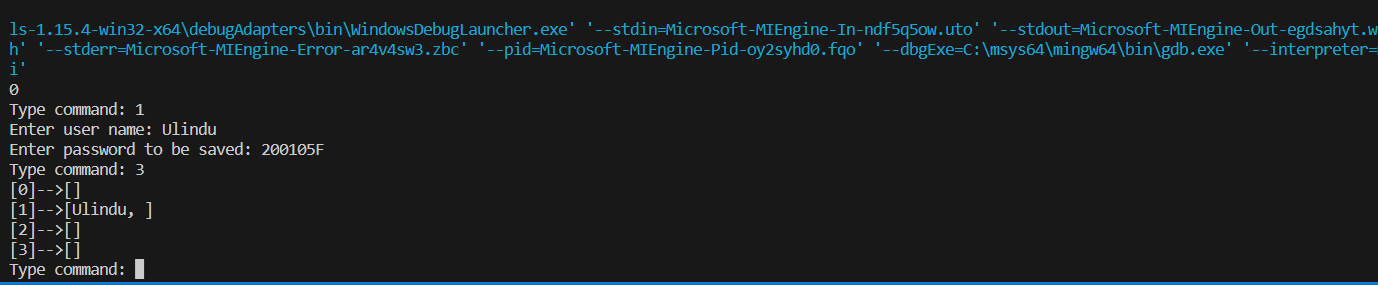 ls-1.15.4-win32-x64\debugAdapters\bin\WindowsDebugLauncher.exe' '--stdin=Microsoft-MIEngine-In-ndf5q5ow.uto' '--stdout=Microsoft-MIEngine-Out-egdsahyt.w
h' '--stderr=Microsoft-MIEngine-Error-ar4v4sw3.zbc' '--pid=Microsoft-MIEngine-Pid-oy2syhd0.fqo' '--dbgExe=C:\msys64\mingw64\bin\gdb.exe' '--interpreter=
i'
0
Type command: 1
Enter user name: Ulindu
Enter password to be saved: 200105F
Type command: 3
[0]-->[]
[1]-->[Ulindu, ]
[2]-->[]
[3]-->[]
Type command: